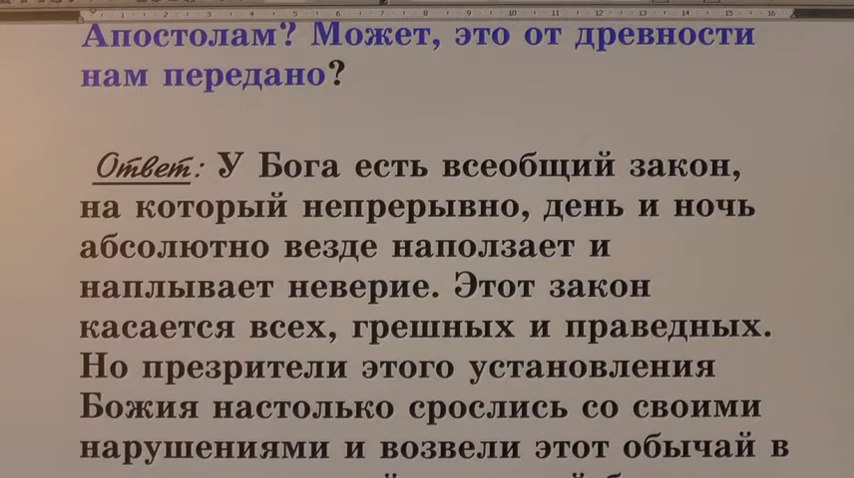 Апостолам? Может, это от древности
нам передано?
Ответ: У Бога есть всеобщий закон,
на который непрерывно, день и ночь
абсолютно везде наползает и
наплывает неверие. Этот закон
касается всех, грешных и праведных.
Но презрители этого установления
Божия настолько срослись со своими
нарушениями и возвели этот обычай в